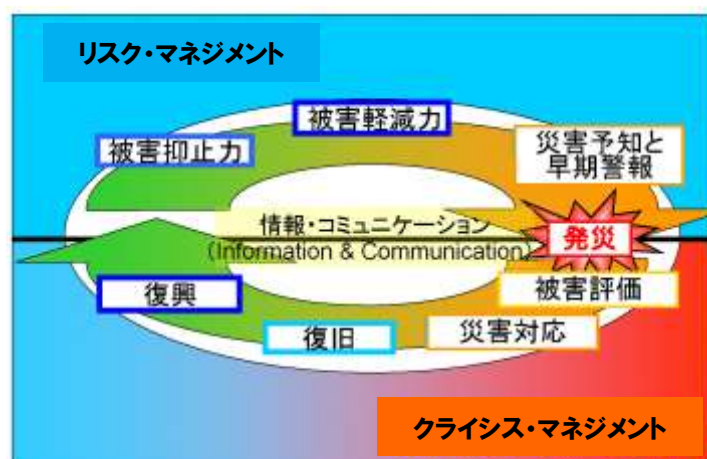 リスク・マネジメント
被害軽減力
被害抑止力
災害予知と
早期警報
情報・コミュニケーション
(Information & Communication)
発災
被害評価
復興
災害対応
復旧
クライシス・マネジメント